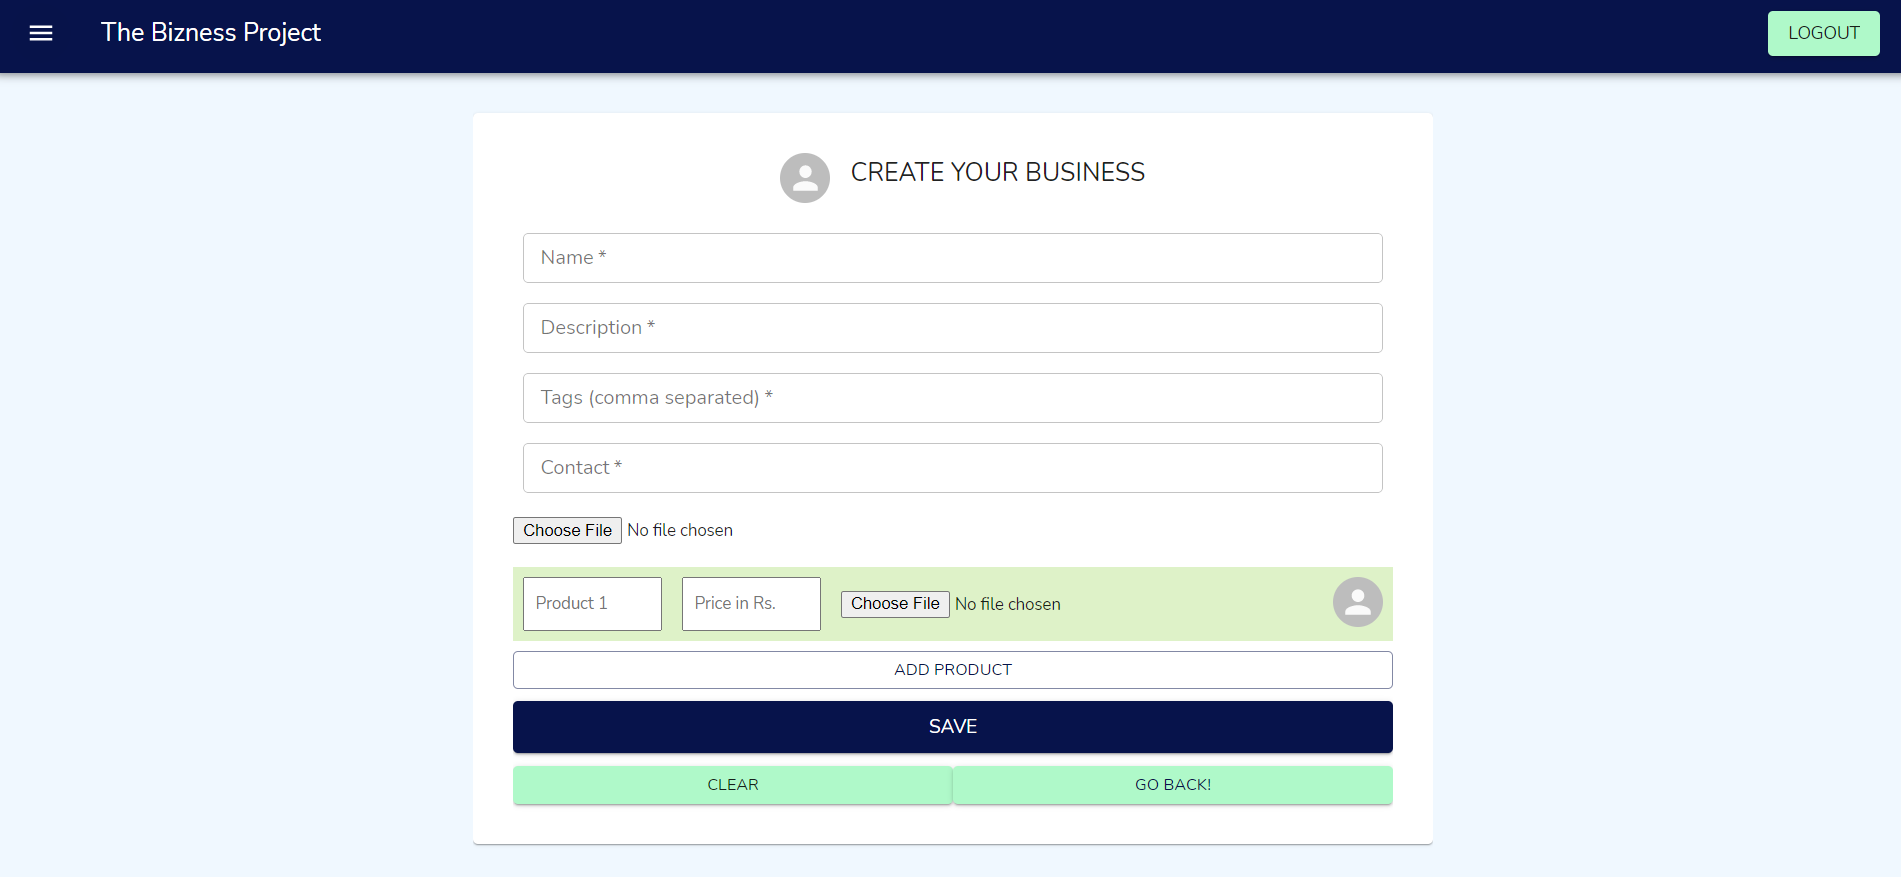 The Bizness Project
LOGOUT
CREATE YOUR BUSINESS
Name *
Description *
Tags (comma separated) *
Contact *
Choose File No file chosen
Product 1 Price in Rs. Choose File No file chosen
ADD PRODUCT
SAVE
CLEAR GO BACK!